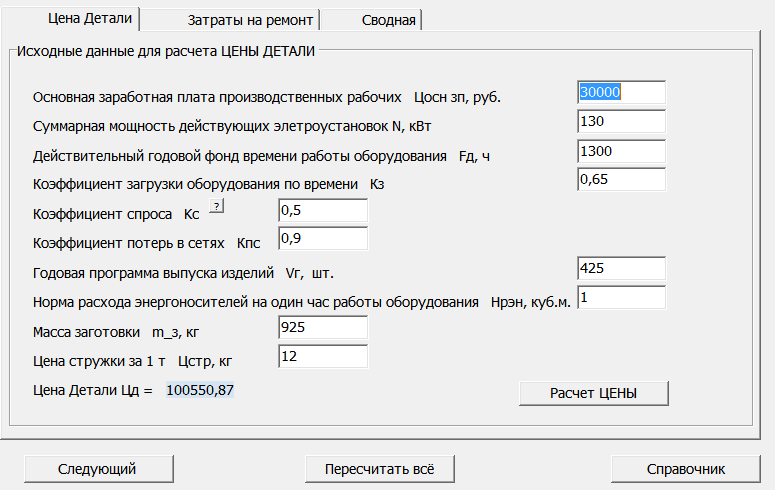 Цена Детали Затраты на ремонт Сводная
Исходные данные для расчета ЦЕНЫ ДЕТАЛИ
Основная заработная плата производственных рабочих Цосн зп, руб. 30000
Суммарная мощность действующих элетроустановок N, кВт 130
Действительный годовой фонд времени работы оборудования Fд, ч 1300
Коэффициент загрузки оборудования по времени Кз 0,65
Коэффициент спроса Кс ? 0,5
Коэффициент потерь в сетях Кпс 0,9
Годовая программа выпуска изделий Vг, шт. 425
Норма расхода энергоносителей на один час работы оборудования Нрэн, куб.м. 1
Масса заготовки m_з, кг 925
Цена стружки за 1 т Цстр, кг 12
Цена Детали Цд = 100550,87 Расчет ЦЕНЫ
Следующий Пересчитать всё Справочник